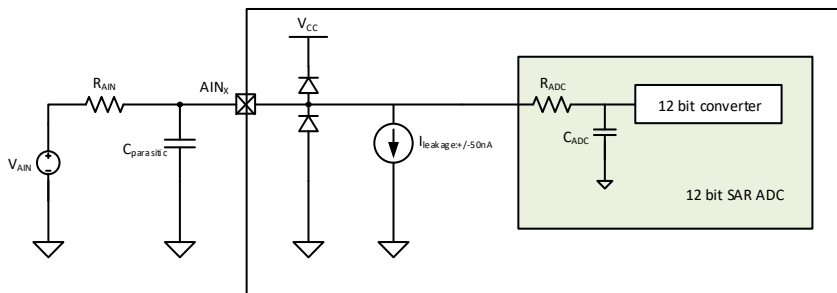 V_CC
R_AIN
AIN_X
R_ADC
12 bit converter
V_AIN
C_parasitic
I_leakage:+/-50nA
C_ADC
12 bit SAR ADC